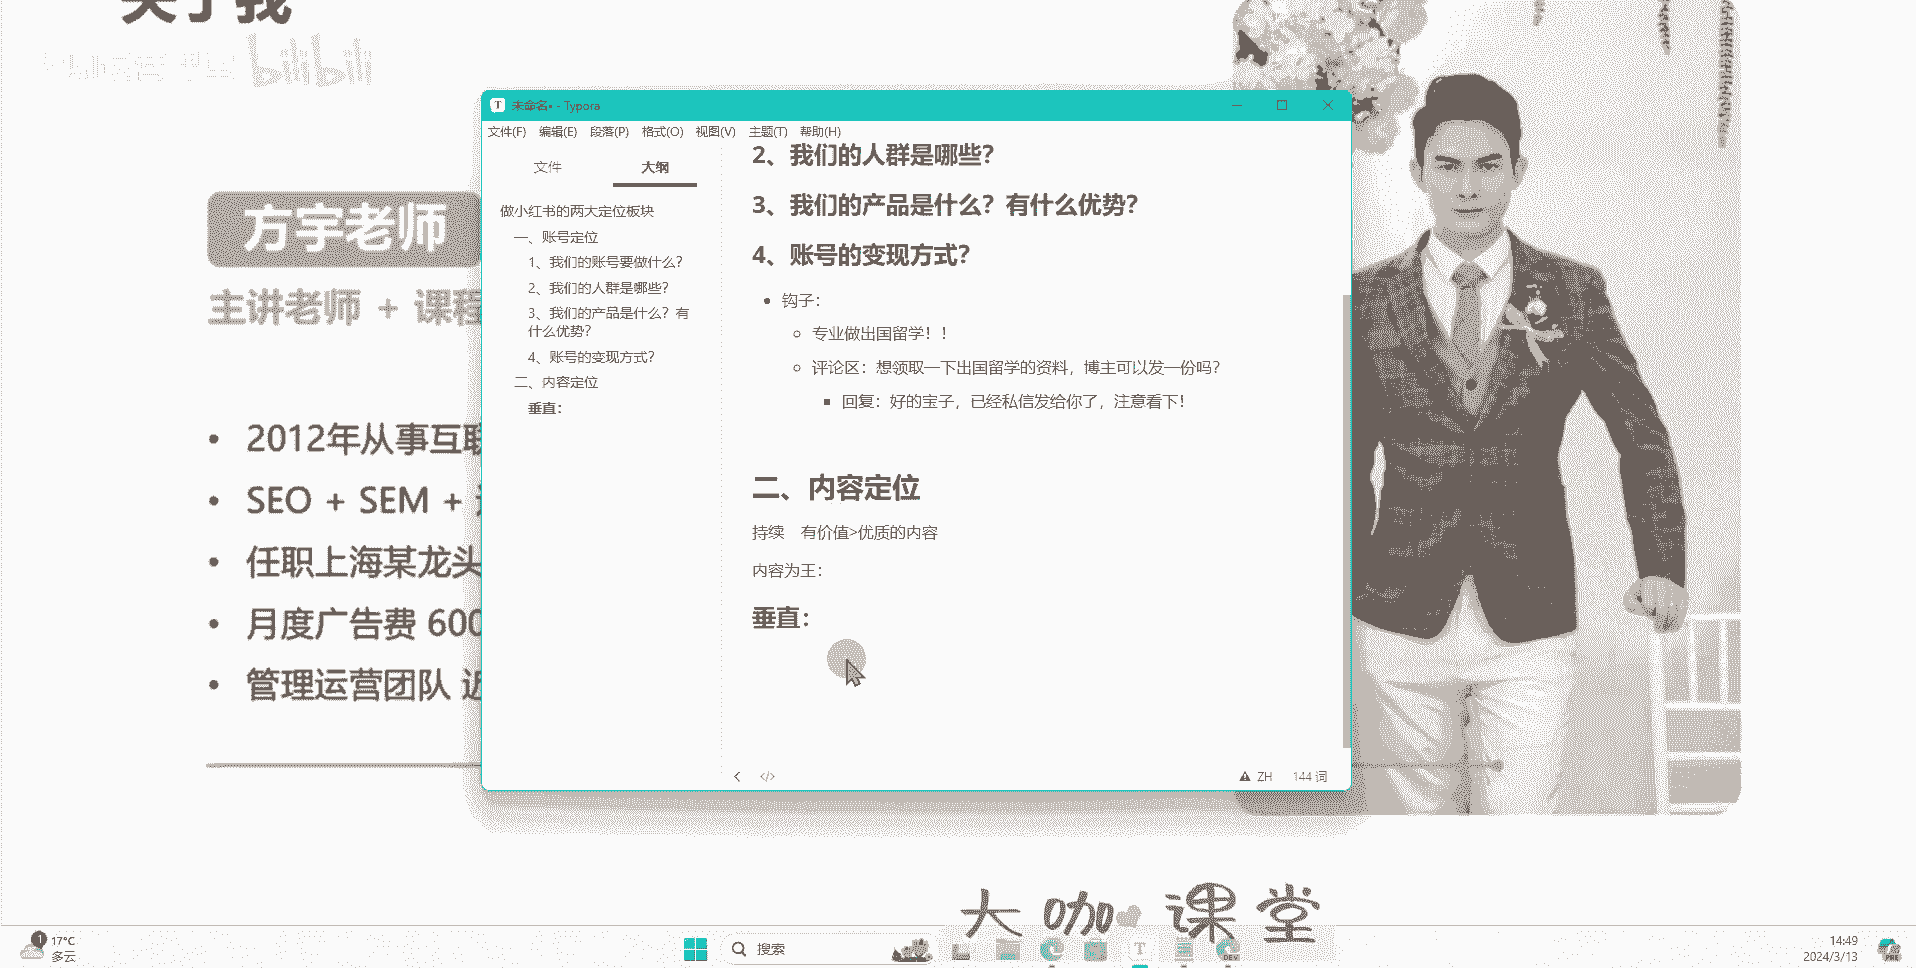 关于我
bilibili
方宇老师
主讲老师 + 课程
• 2012年从事互联
• SEO + SEM +
• 任职上海某龙头
• 月度广告费 600
• 管理运营团队 近
未命名• - Typora
文件(F) 编辑(E) 段落(P) 格式(O) 视图(V) 主题(T) 帮助(H)
文件 大纲
做小红书的两大定位板块
一、账号定位
1、我们的账号要做什么？
2、我们的人群是哪些？
3、我们的产品是什么？有
什么优势？
4、账号的变现方式？
二、内容定位
垂直：
2、我们的人群是哪些？
3、我们的产品是什么？有什么优势？
4、账号的变现方式？
钩子：
专业做出国留学！！
评论区：想领取一下出国留学的资料，博主可以发一份吗？
回复：好的宝子，已经私信发给你了，注意看下！
二、内容定位
持续 有价值>优质的内容
内容为王：
垂直：
ZH 144 词
大咖课堂
1
17°C
多云
搜索
T
DEV
14:49
2024/3/13
PRE